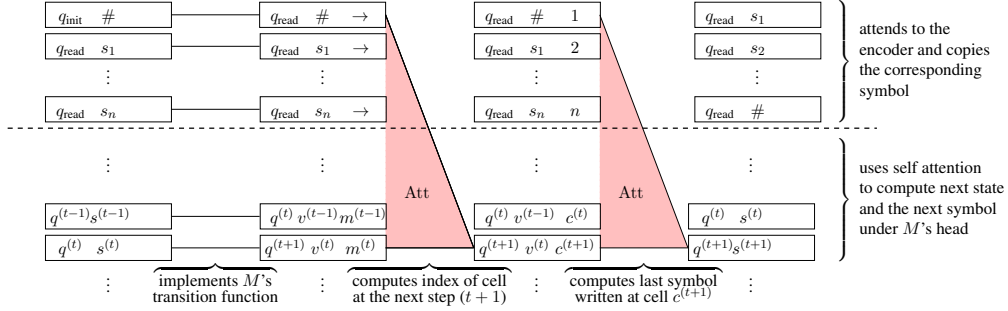 q_init # q_read # → q_read # 1 q_read s_1
q_read s_1 q_read s_1 → q_read s_1 2 q_read s_2
⋮ ⋮ ⋮ ⋮
q_read s_n q_read s_n → q_read s_n n q_read #
attends to the
encoder and copies
the corresponding
symbol
⋮ ⋮ ⋮ ⋮
Att Att
q^(t−1) s^(t−1) q^(t) v^(t−1) m^(t−1) q^(t) v^(t−1) c^(t) q^(t) s^(t)
q^(t) s^(t) q^(t+1) v^(t) m^(t) q^(t+1) v^(t) c^(t+1) q^(t+1) s^(t+1)
uses self attention
to compute next state
and the next symbol
under M's head
⋮ ⋮ ⋮ ⋮
implements M's
transition function
computes index of cell
at the next step (t + 1)
computes last symbol
written at cell c^(t+1)